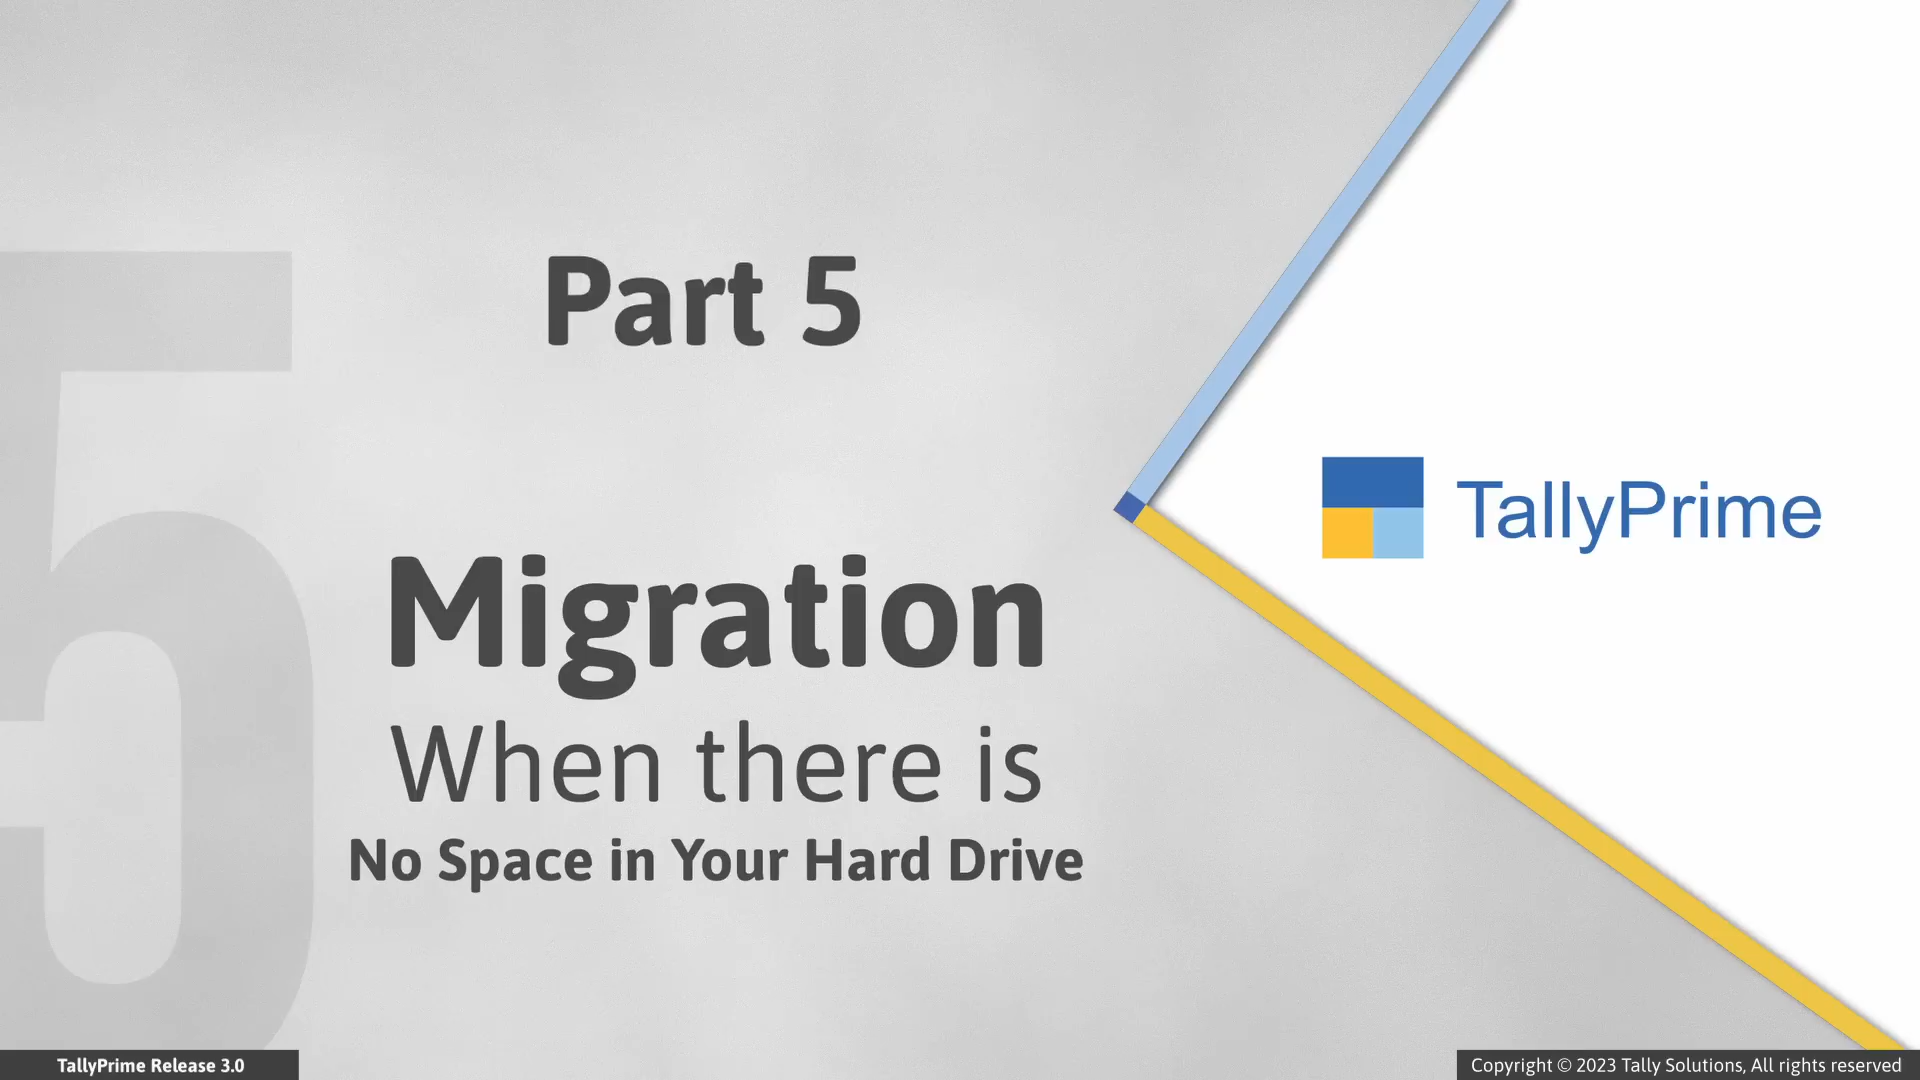 5
Part 5
Migration
When there is
No Space in Your Hard Drive
TallyPrime
TallyPrime Release 3.0
Copyright © 2023 Tally Solutions, All rights reserved